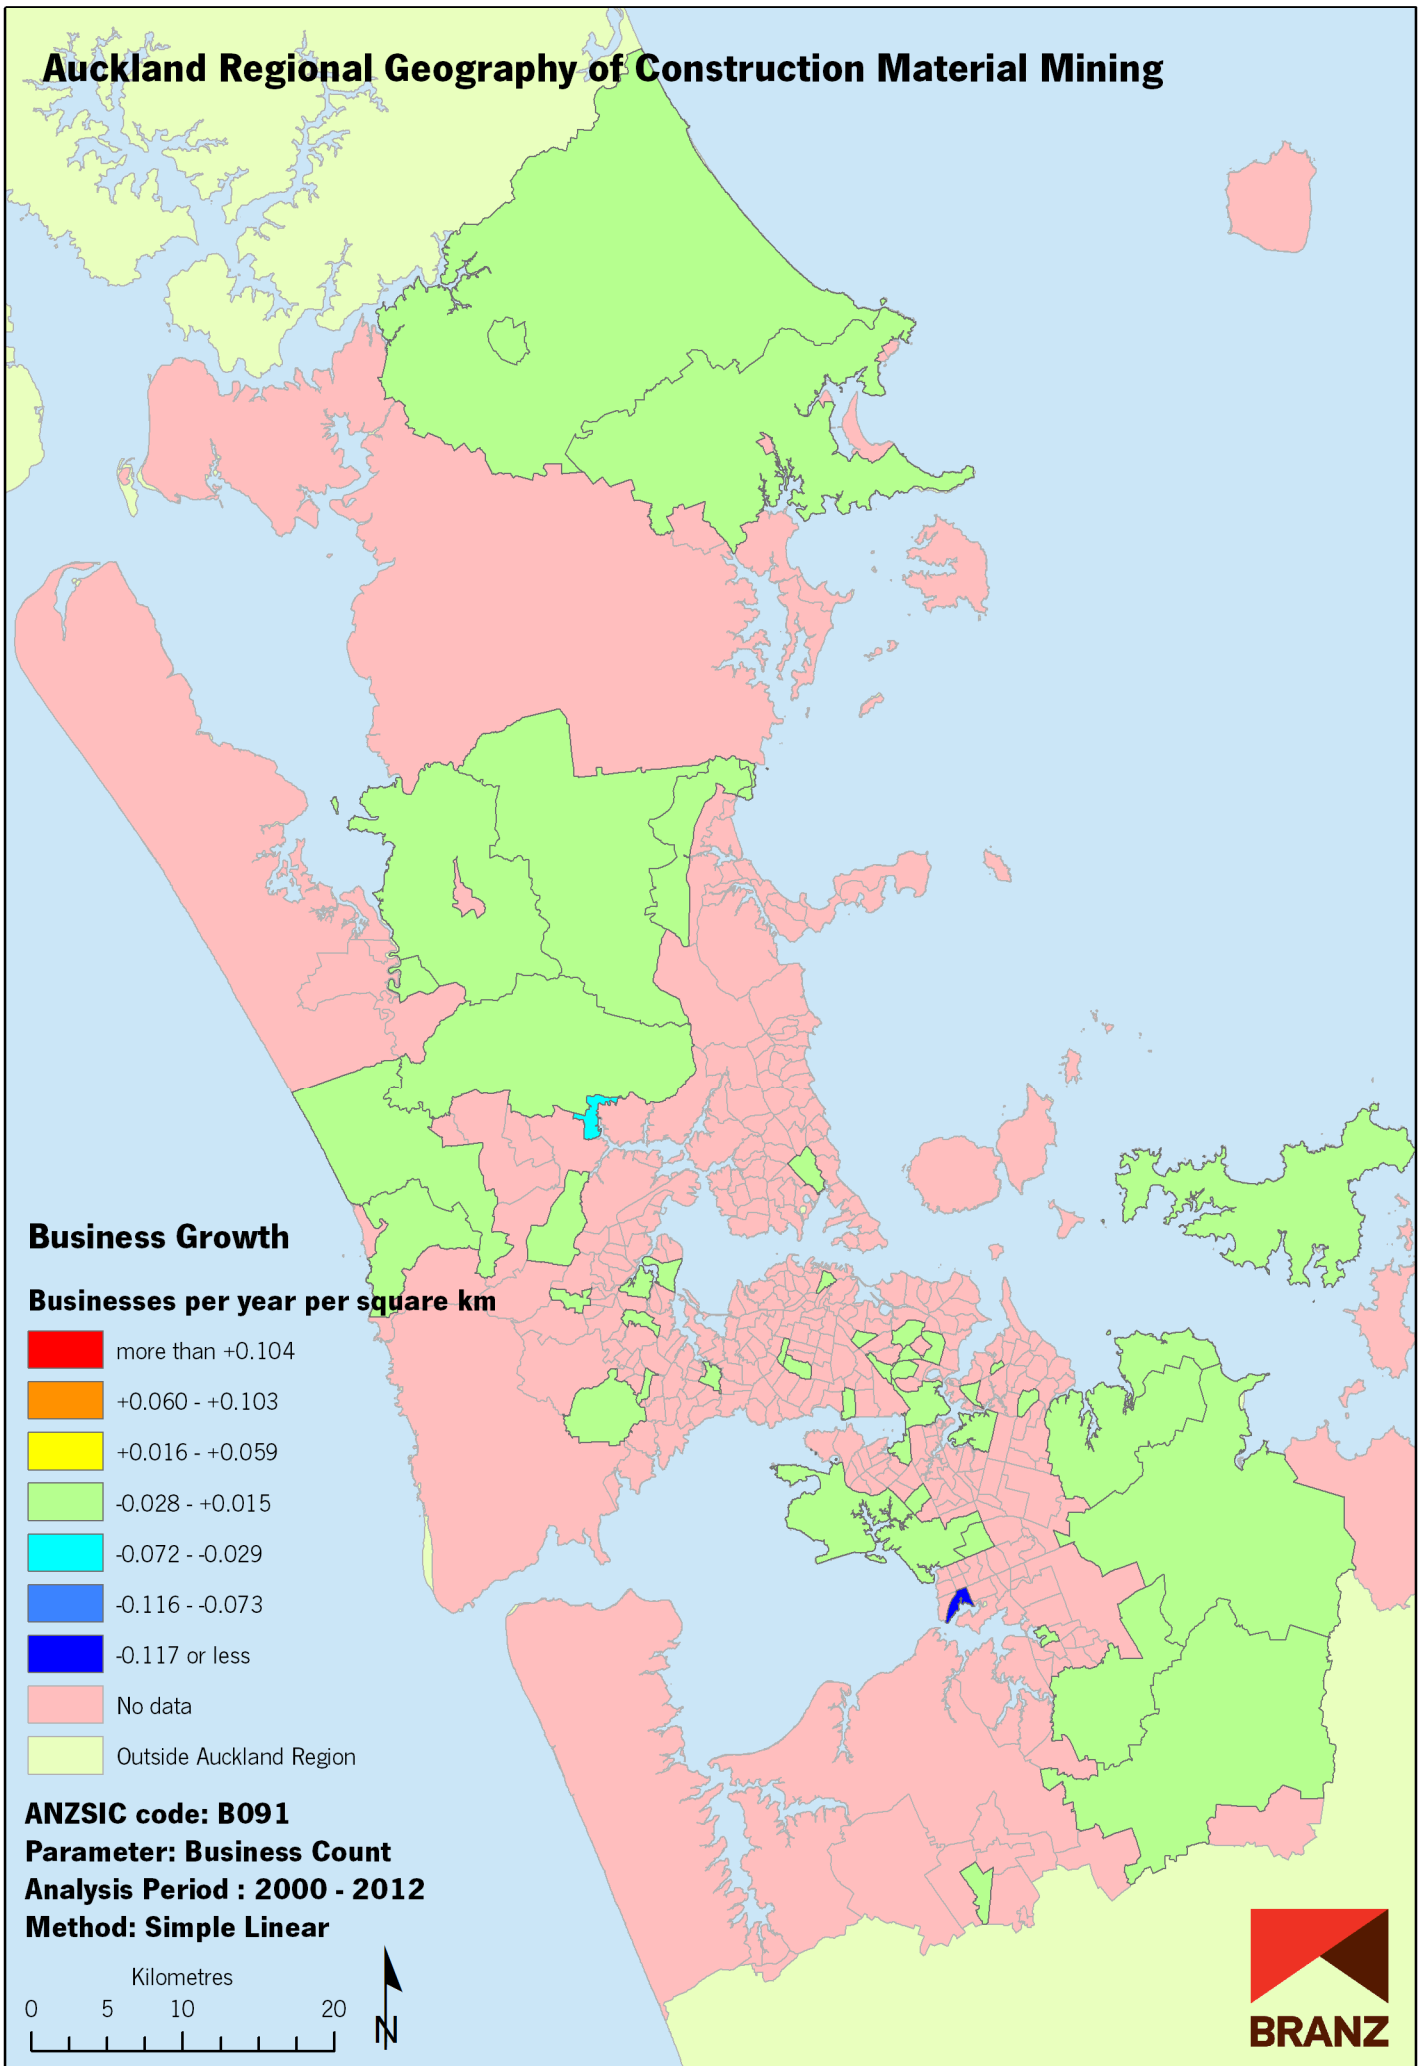 Auckland Regional Geography of Construction Material Mining
Business Growth
Businesses per year per square km
more than +0.104
+0.060 - +0.103
+0.016 - +0.059
-0.028 - +0.015
-0.072 - -0.029
-0.116 - -0.073
-0.117 or less
No data
Outside Auckland Region
ANZSIC code: B091
Parameter: Business Count
Analysis Period : 2000 - 2012
Method: Simple Linear
Kilometres
0 5 10 20
N
BRANZ